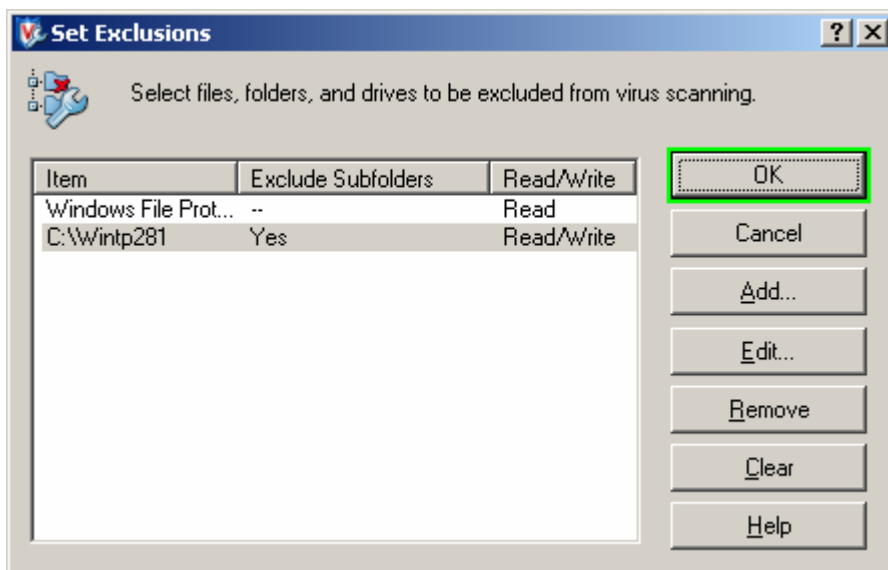 Set Exclusions
Select files, folders, and drives to be excluded from virus scanning.
Item Exclude Subfolders Read/Write
Windows File Prot... -- Read
C:\Wintp281 Yes Read/Write
OK
Cancel
Add...
Edit...
Remove
Clear
Help